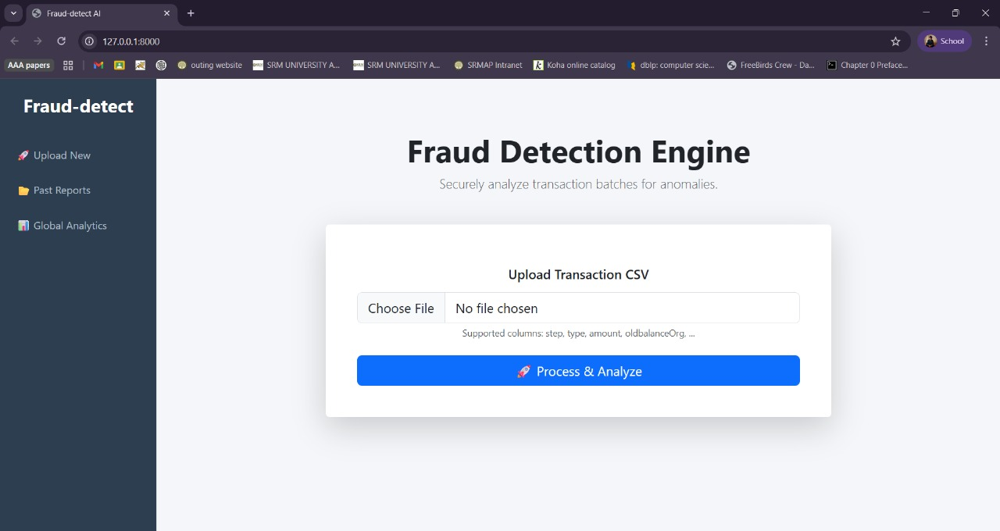 Fraud-detect AI
127.0.0.1:8000
School
AAA papers
outing website
SRM UNIVERSITY A...
SRM UNIVERSITY A...
SRMAP Intranet
Koha online catalog
dblp: computer scie...
FreeBirds Crew - Da...
Chapter 0 Preface...
Fraud-detect
🚀 Upload New
📂 Past Reports
📊 Global Analytics
Fraud Detection Engine
Securely analyze transaction batches for anomalies.
Upload Transaction CSV
Choose File No file chosen
Supported columns: step, type, amount, oldbalanceOrg, ...
🚀 Process & Analyze